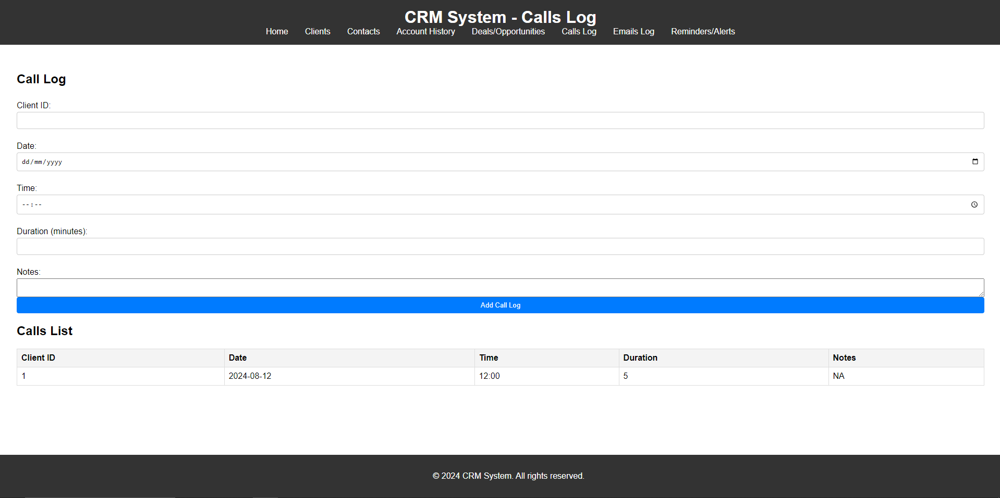 CRM System - Calls Log
Home Clients Contacts Account History Deals/Opportunities Calls Log Emails Log Reminders/Alerts
Call Log
Client ID:
Date:
dd/mm/yyyy
Time:
--:--
Duration (minutes):
Notes:
Add Call Log
Calls List
Client ID Date Time Duration Notes
1 2024-08-12 12:00 5 NA
© 2024 CRM System. All rights reserved.